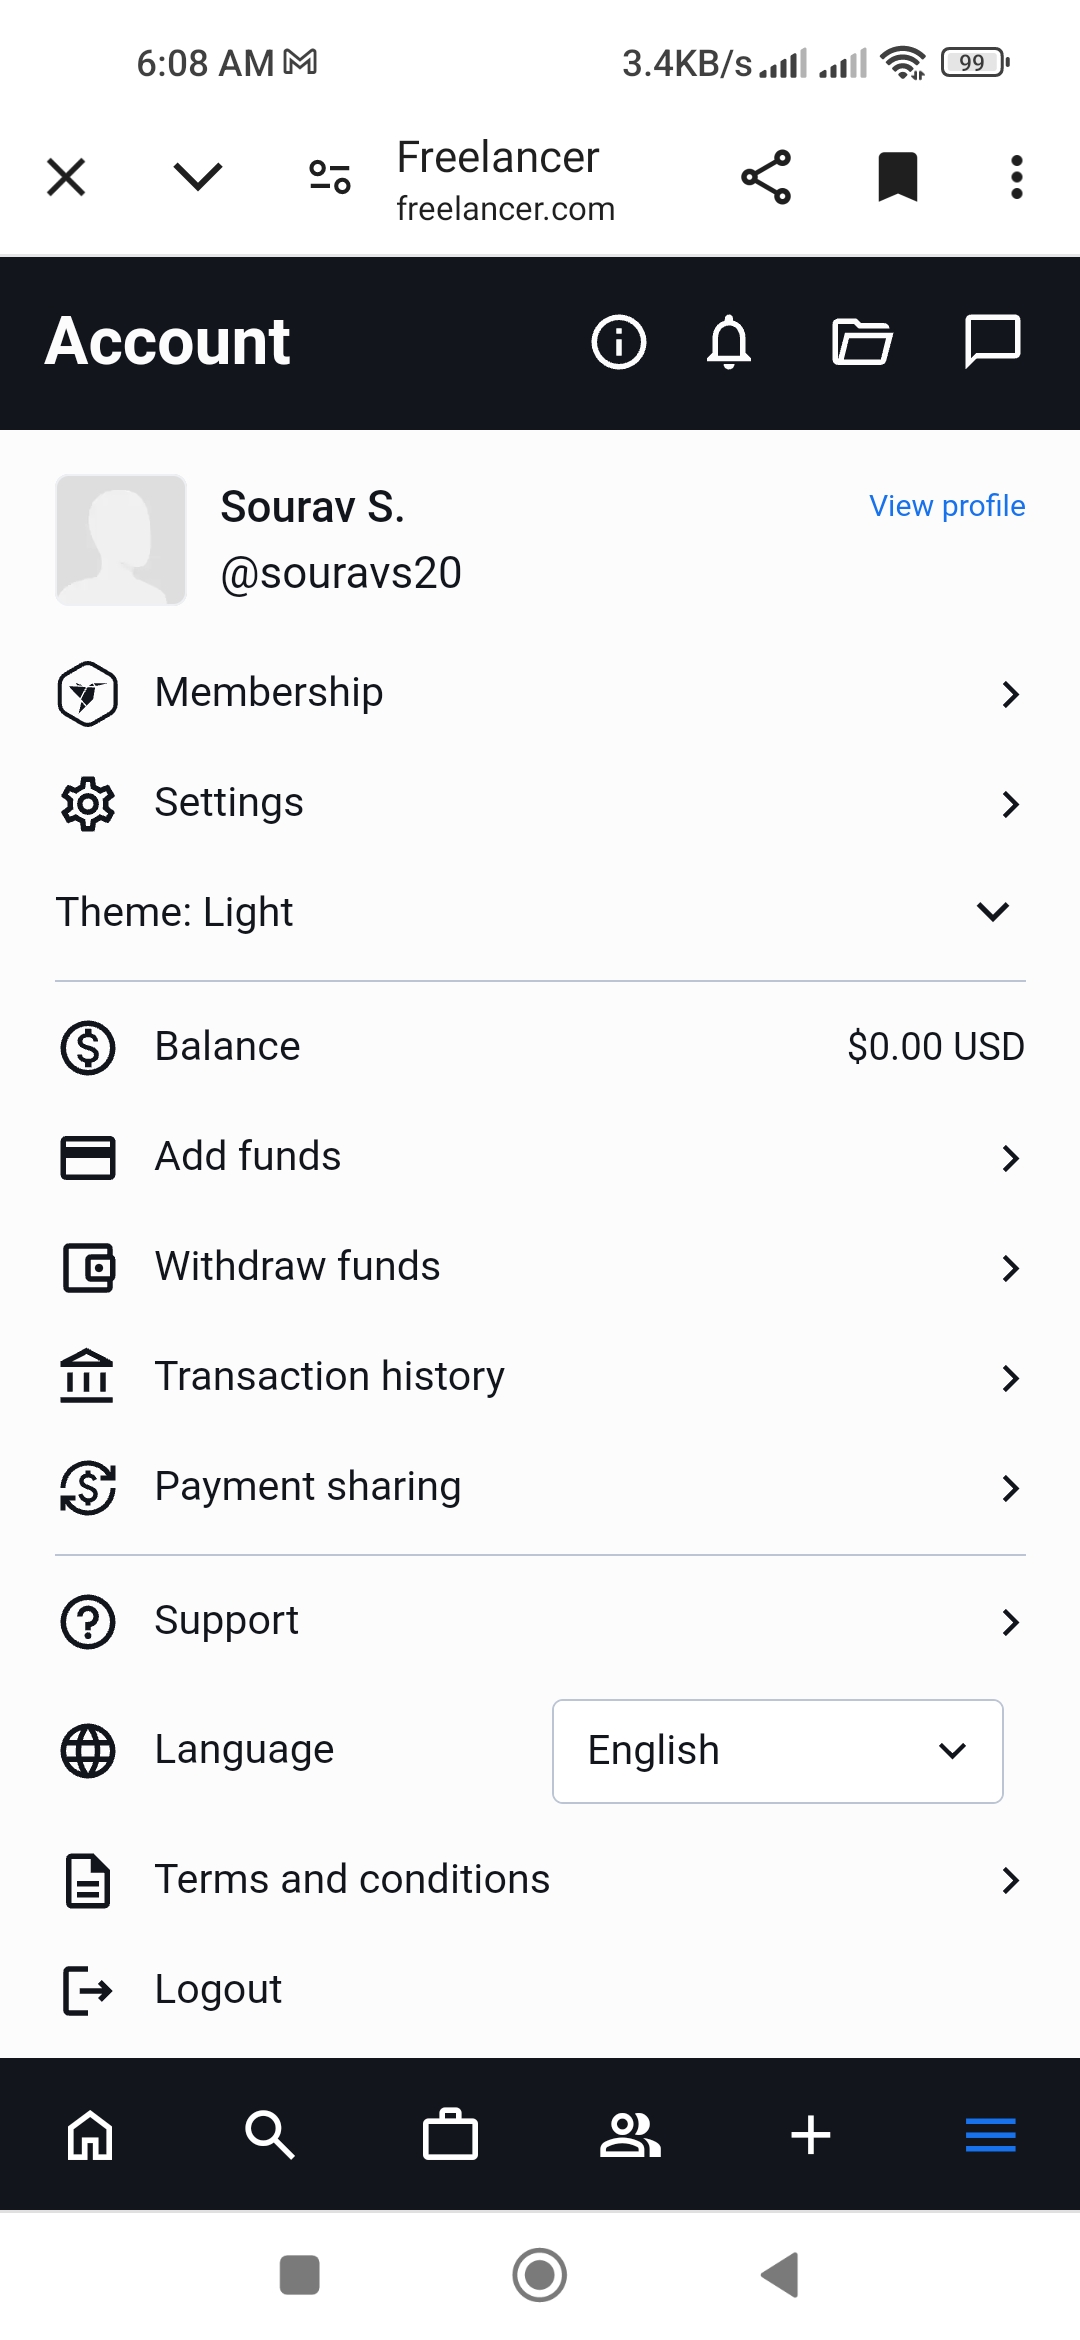 6:08 AM 3.4KB/s 99
Freelancer
freelancer.com
Account
Sourav S.
View profile
@souravs20
Membership
Settings
Theme: Light
Balance $0.00 USD
Add funds
Withdraw funds
Transaction history
Payment sharing
Support
Language English
Terms and conditions
Logout